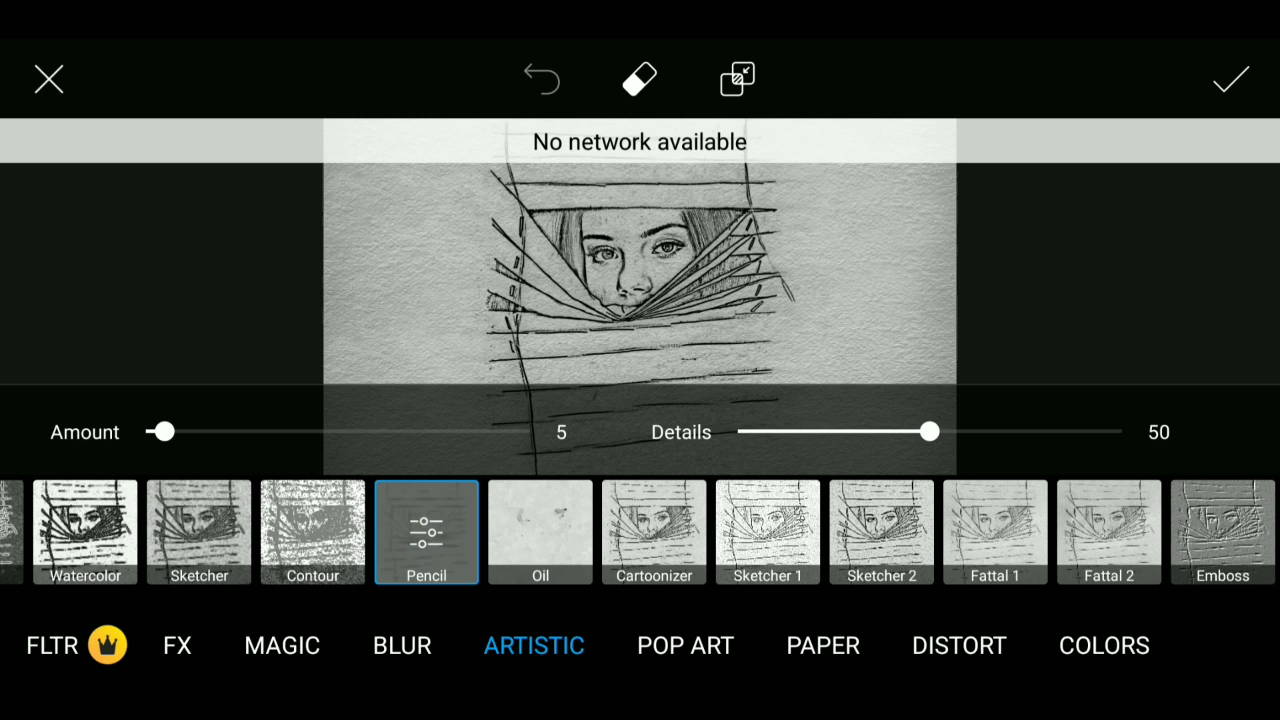 No network available
Amount 5 Details 50
Watercolor Sketcher Contour Pencil Oil Cartoonizer Sketcher 1 Sketcher 2 Fattal 1 Fattal 2 Emboss
FLTR FX MAGIC BLUR ARTISTIC POP ART PAPER DISTORT COLORS